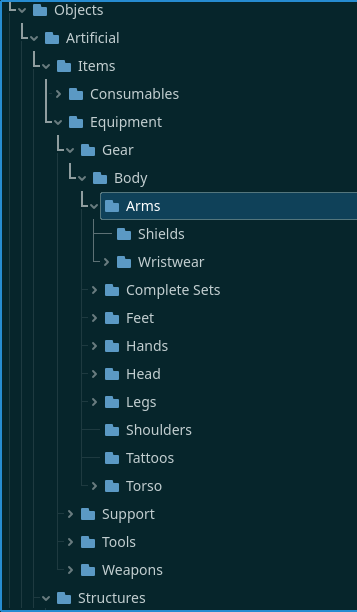 Objects
Artificial
Items
Consumables
Equipment
Gear
Body
Arms
Shields
Wristwear
Complete Sets
Feet
Hands
Head
Legs
Shoulders
Tattoos
Torso
Support
Tools
Weapons
Structures